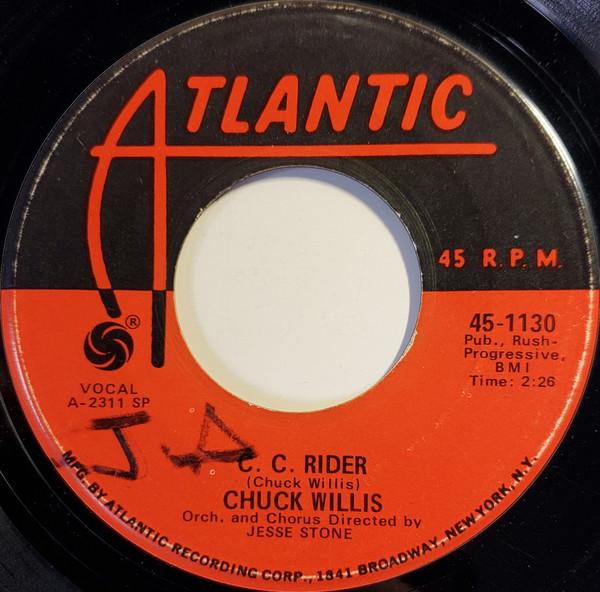 ATLANTIC
45 R.P.M.
®
45-1130
Pub., Rush-
Progressive,
BMI
Time: 2:26
VOCAL
A-2311 SP
J A
C. C. RIDER
(Chuck Willis)
CHUCK WILLIS
Orch. and Chorus Directed by
JESSE STONE
MFG. BY ATLANTIC RECORDING CORP., 1841 BROADWAY, NEW YORK, N.Y.